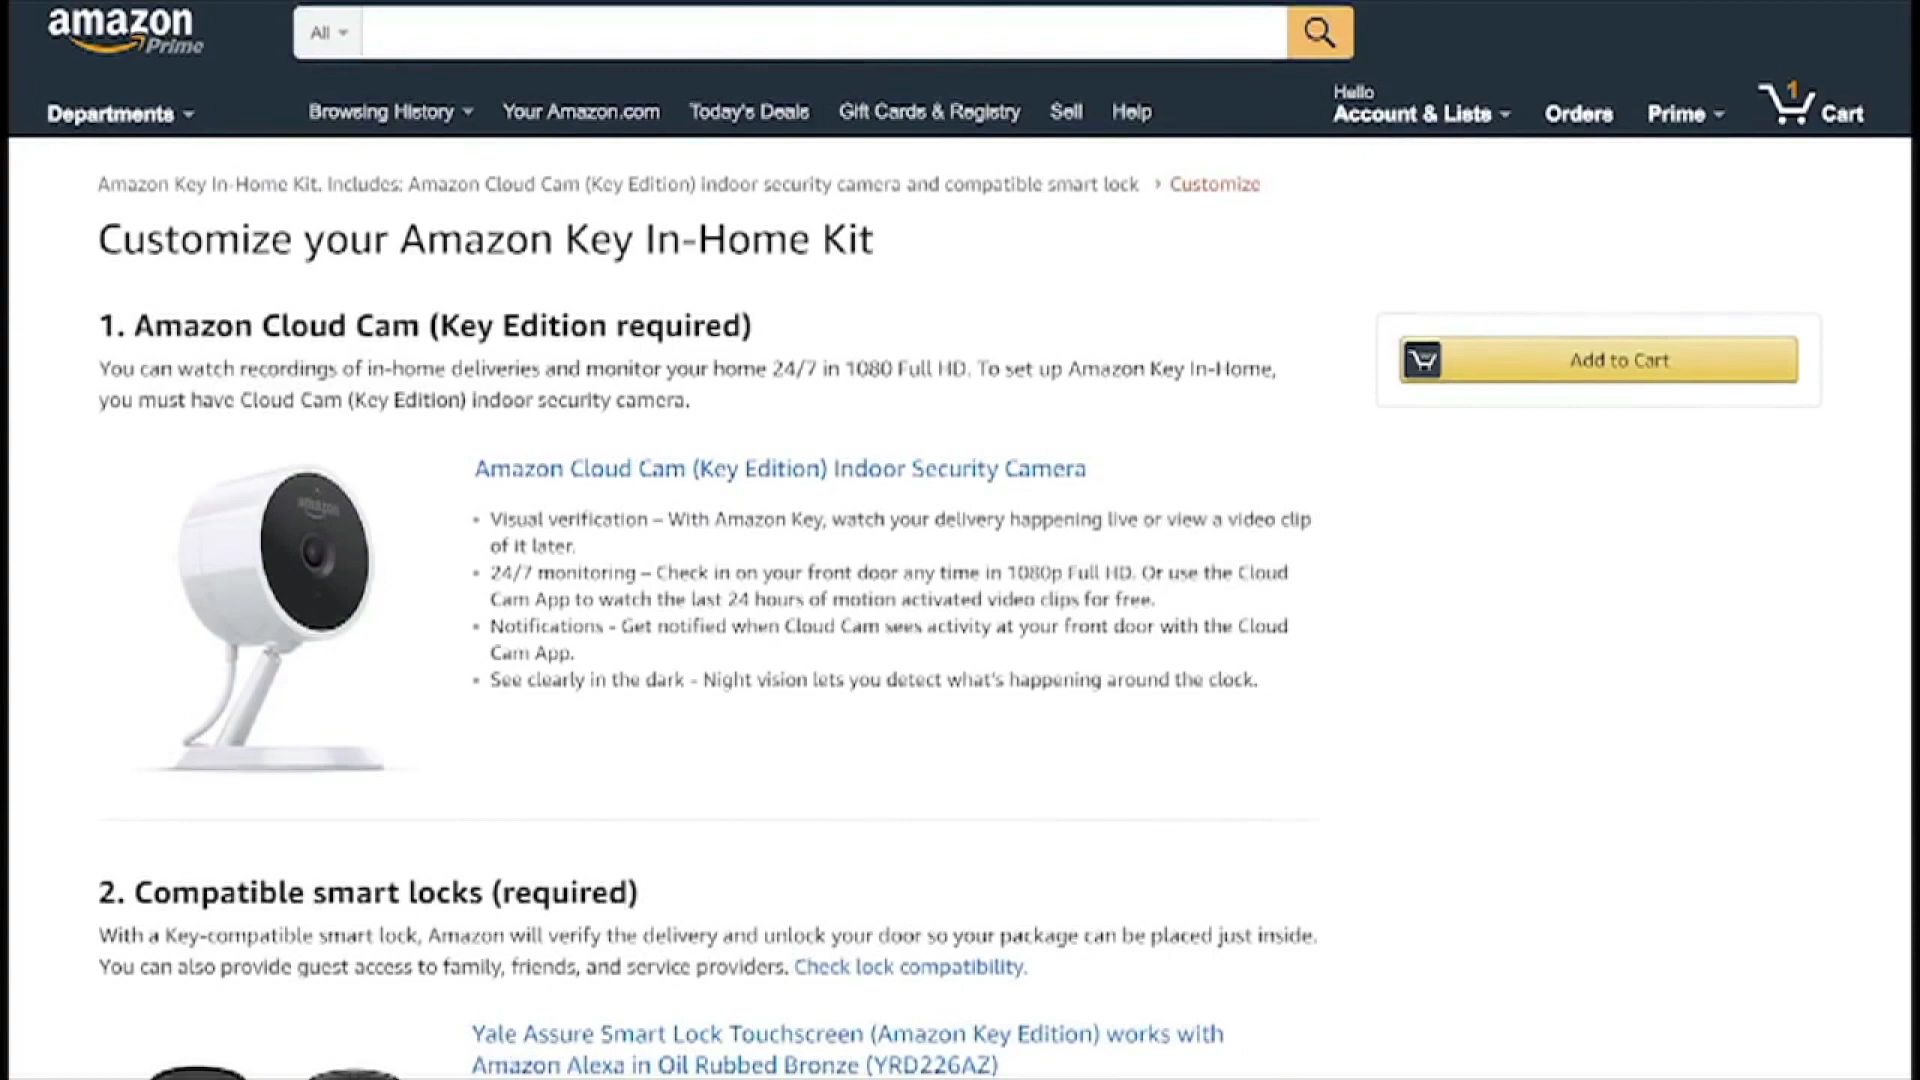 amazon
Prime
All
Departments
Browsing History
Your Amazon.com
Today's Deals
Gift Cards & Registry
Sell
Help
Hello
Account & Lists
Orders
Prime
1
Cart
Amazon Key In-Home Kit. Includes: Amazon Cloud Cam (Key Edition) indoor security camera and compatible smart lock › Customize
Customize your Amazon Key In-Home Kit
1. Amazon Cloud Cam (Key Edition required)
You can watch recordings of in-home deliveries and monitor your home 24/7 in 1080 Full HD. To set up Amazon Key In-Home,
you must have Cloud Cam (Key Edition) indoor security camera.
Add to Cart
amazon
Amazon Cloud Cam (Key Edition) Indoor Security Camera
• Visual verification – With Amazon Key, watch your delivery happening live or view a video clip
of it later.
• 24/7 monitoring – Check in on your front door any time in 1080p Full HD. Or use the Cloud
Cam App to watch the last 24 hours of motion activated video clips for free.
• Notifications - Get notified when Cloud Cam sees activity at your front door with the Cloud
Cam App.
• See clearly in the dark - Night vision lets you detect what's happening around the clock.
2. Compatible smart locks (required)
With a Key-compatible smart lock, Amazon will verify the delivery and unlock your door so your package can be placed just inside.
You can also provide guest access to family, friends, and service providers. Check lock compatibility.
Yale Assure Smart Lock Touchscreen (Amazon Key Edition) works with
Amazon Alexa in Oil Rubbed Bronze (YRD226AZ)